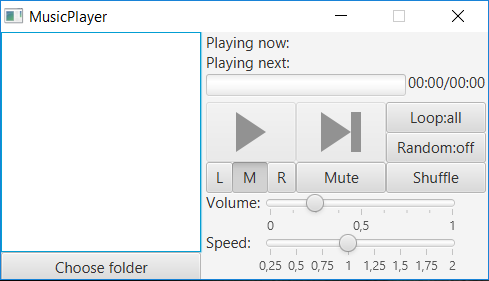 MusicPlayer
Playing now:
Playing next:
00:00/00:00
Loop:all
Random:off
L M R Mute Shuffle
Volume:
0 0,5 1
Speed:
0,25 0,5 0,75 1 1,25 1,5 1,75 2
Choose folder